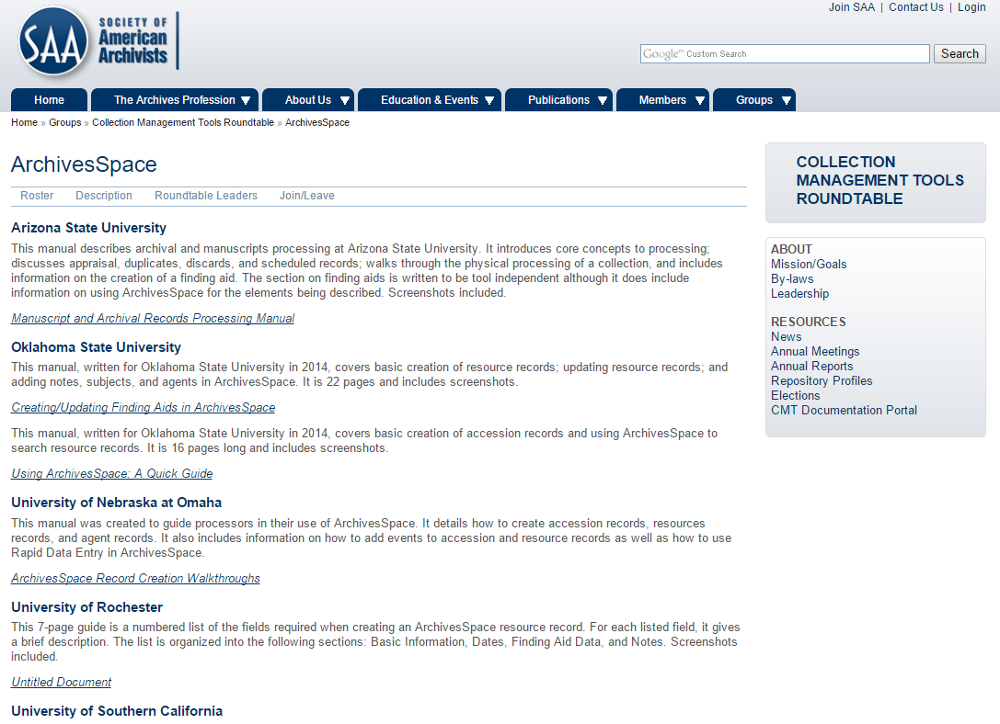 Join SAA | Contact Us | Login
SAA
SOCIETY OF
American
Archivists
Google™ Custom Search
Search
Home
The Archives Profession
About Us
Education & Events
Publications
Members
Groups
Home » Groups » Collection Management Tools Roundtable » ArchivesSpace
ArchivesSpace
Roster
Description
Roundtable Leaders
Join/Leave
Arizona State University
This manual describes archival and manuscripts processing at Arizona State University. It introduces core concepts to processing;
discusses appraisal, duplicates, discards, and scheduled records; walks through the physical processing of a collection, and includes
information on the creation of a finding aid. The section on finding aids is written to be tool independent although it does include
information on using ArchivesSpace for the elements being described. Screenshots included.
Manuscript and Archival Records Processing Manual
Oklahoma State University
This manual, written for Oklahoma State University in 2014, covers basic creation of resource records; updating resource records; and
adding notes, subjects, and agents in ArchivesSpace. It is 22 pages and includes screenshots.
Creating/Updating Finding Aids in ArchivesSpace
This manual, written for Oklahoma State University in 2014, covers basic creation of accession records and using ArchivesSpace to
search resource records. It is 16 pages long and includes screenshots.
Using ArchivesSpace: A Quick Guide
University of Nebraska at Omaha
This manual was created to guide processors in their use of ArchivesSpace. It details how to create accession records, resources
records, and agent records. It also includes information on how to add events to accession and resource records as well as how to use
Rapid Data Entry in ArchivesSpace.
ArchivesSpace Record Creation Walkthroughs
University of Rochester
This 7-page guide is a numbered list of the fields required when creating an ArchivesSpace resource record. For each listed field, it gives
a brief description. The list is organized into the following sections: Basic Information, Dates, Finding Aid Data, and Notes. Screenshots
included.
Untitled Document
University of Southern California
COLLECTION
MANAGEMENT TOOLS
ROUNDTABLE
ABOUT
Mission/Goals
By-laws
Leadership
RESOURCES
News
Annual Meetings
Annual Reports
Repository Profiles
Elections
CMT Documentation Portal